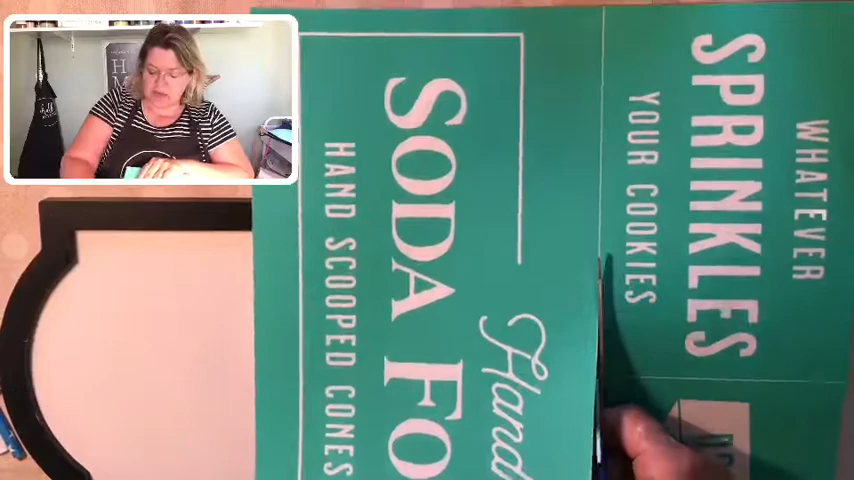 WHATEVER
SPRINKLES
YOUR COOKIES
Hand
SODA FO
HAND SCOOPED CONES